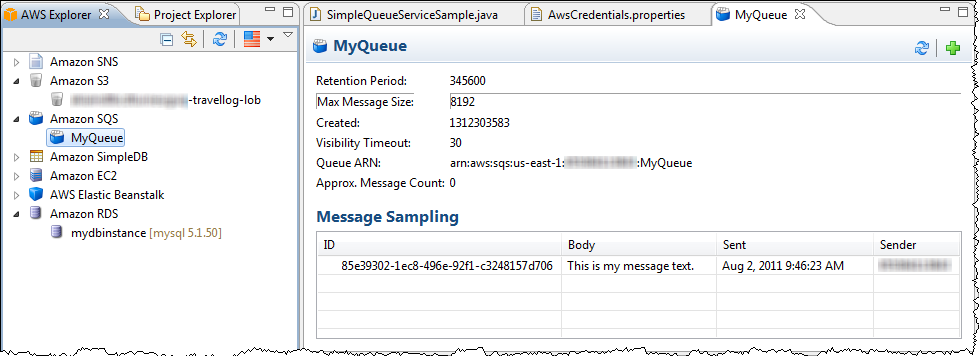 AWS Explorer
Project Explorer
Amazon SNS
Amazon S3
-travellog-lob
Amazon SQS
MyQueue
Amazon SimpleDB
Amazon EC2
AWS Elastic Beanstalk
Amazon RDS
mydbinstance [mysql 5.1.50]
SimpleQueueServiceSample.java
AwsCredentials.properties
MyQueue
MyQueue
Retention Period: 345600
Max Message Size: 8192
Created: 1312303583
Visibility Timeout: 30
Queue ARN: arn:aws:sqs:us-east-1: :MyQueue
Approx. Message Count: 0
Message Sampling
ID Body Sent Sender
85e39302-1ec8-496e-92f1-c3248157d706 This is my message text. Aug 2, 2011 9:46:23 AM